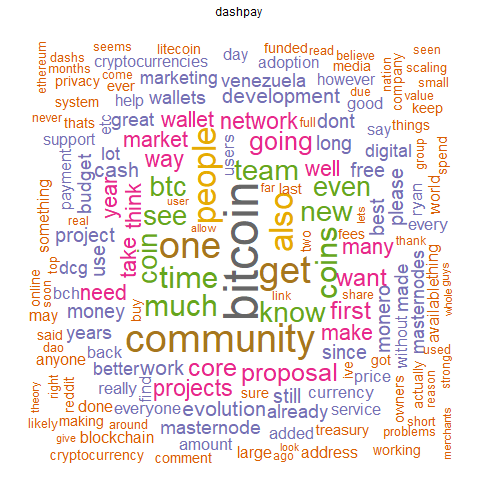 dashpay
seems litecoin
cryptocurrencies day funded read believe seen
ethereum dashs months privacy come ever marketing adoption media nation company scaling
system help wallets venezuela however due small value
never thats great development good keep
support etc wallet network dont full things
payment budget lot cash market people going long say digital group spend
something year way users team well free please ryan world
real btc user far last even best every
project take think see also new lets fees
top dcg use coin one bitcoin allow two coins many thank
online soon bch need time get want monero without made masternodes available thing whole guys
may money much link share first
said dao years buy know make since got used
anyone back community ive price actually strong
theory right reddit better work core proposal currency owners reason
really find projects sure still service short
likely done everyone evolution already treasury problems merchants
making around masternode added
give blockchain amount look large ago address working
cryptocurrency comment